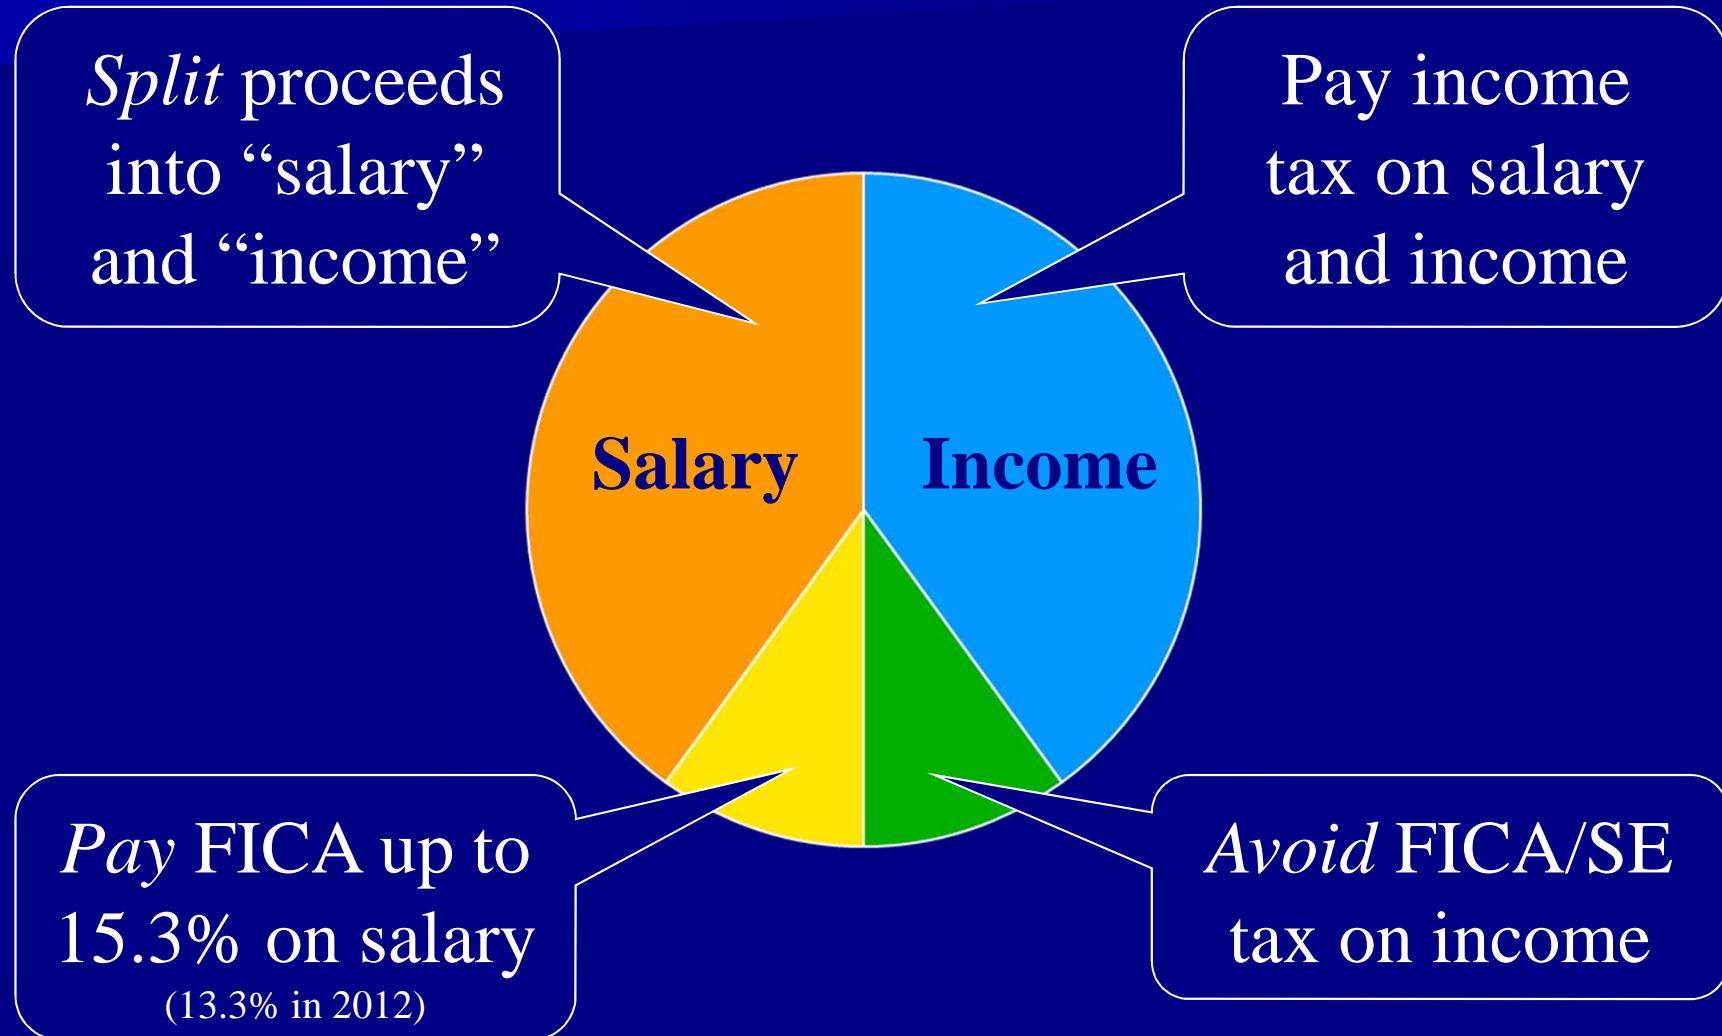 Split proceeds
into “salary”
and “income”
Pay income
tax on salary
and income
Salary
Income
Pay FICA up to
15.3% on salary
(13.3% in 2012)
Avoid FICA/SE
tax on income